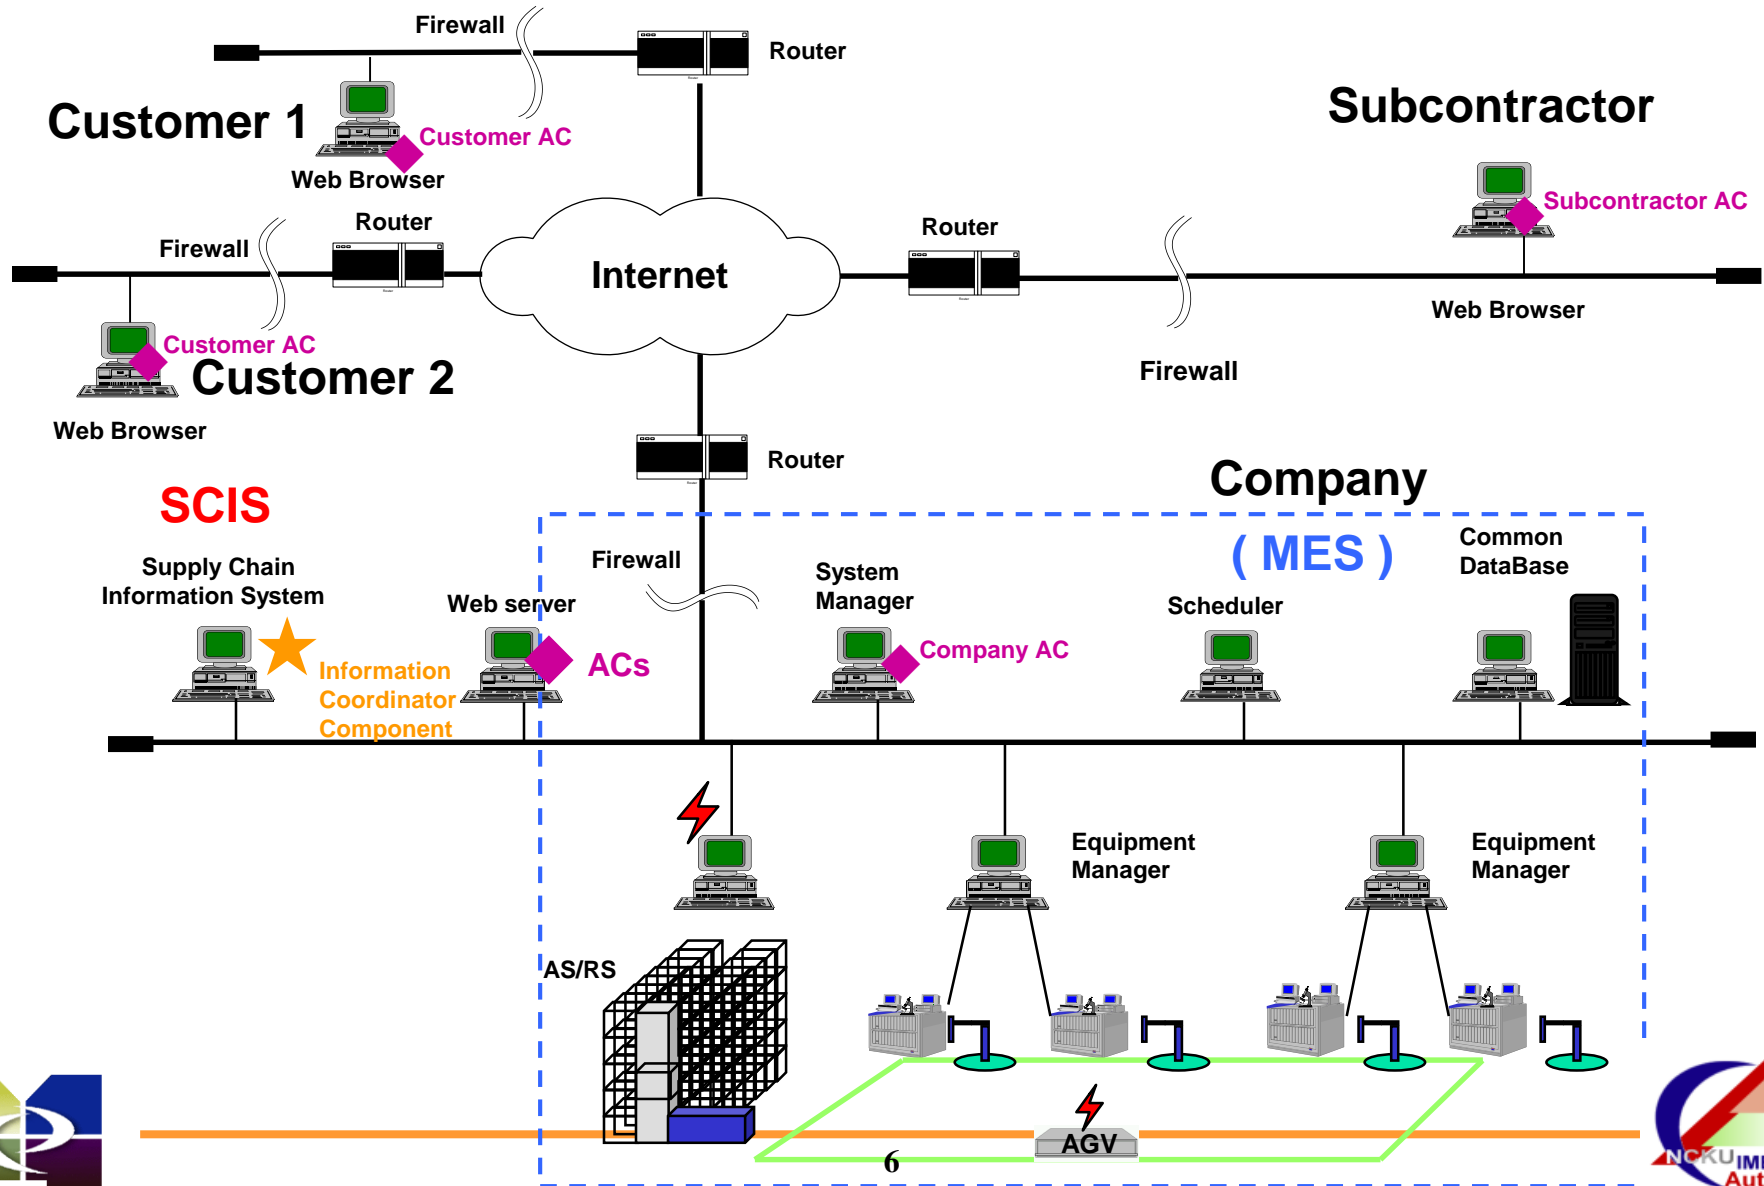 Firewall
Router
Customer 1
Customer AC
Web Browser
Subcontractor
Subcontractor AC
Router
Firewall
Internet
Router
Web Browser
Customer AC
Customer 2
Firewall
Web Browser
Router
Company
SCIS
( MES )
Common
DataBase
Firewall
Supply Chain
Information System
System
Manager
Web server
Scheduler
Information
Coordinator
Component
ACs
Company AC
Equipment
Manager
Equipment
Manager
AS/RS
AGV
6
NCKU